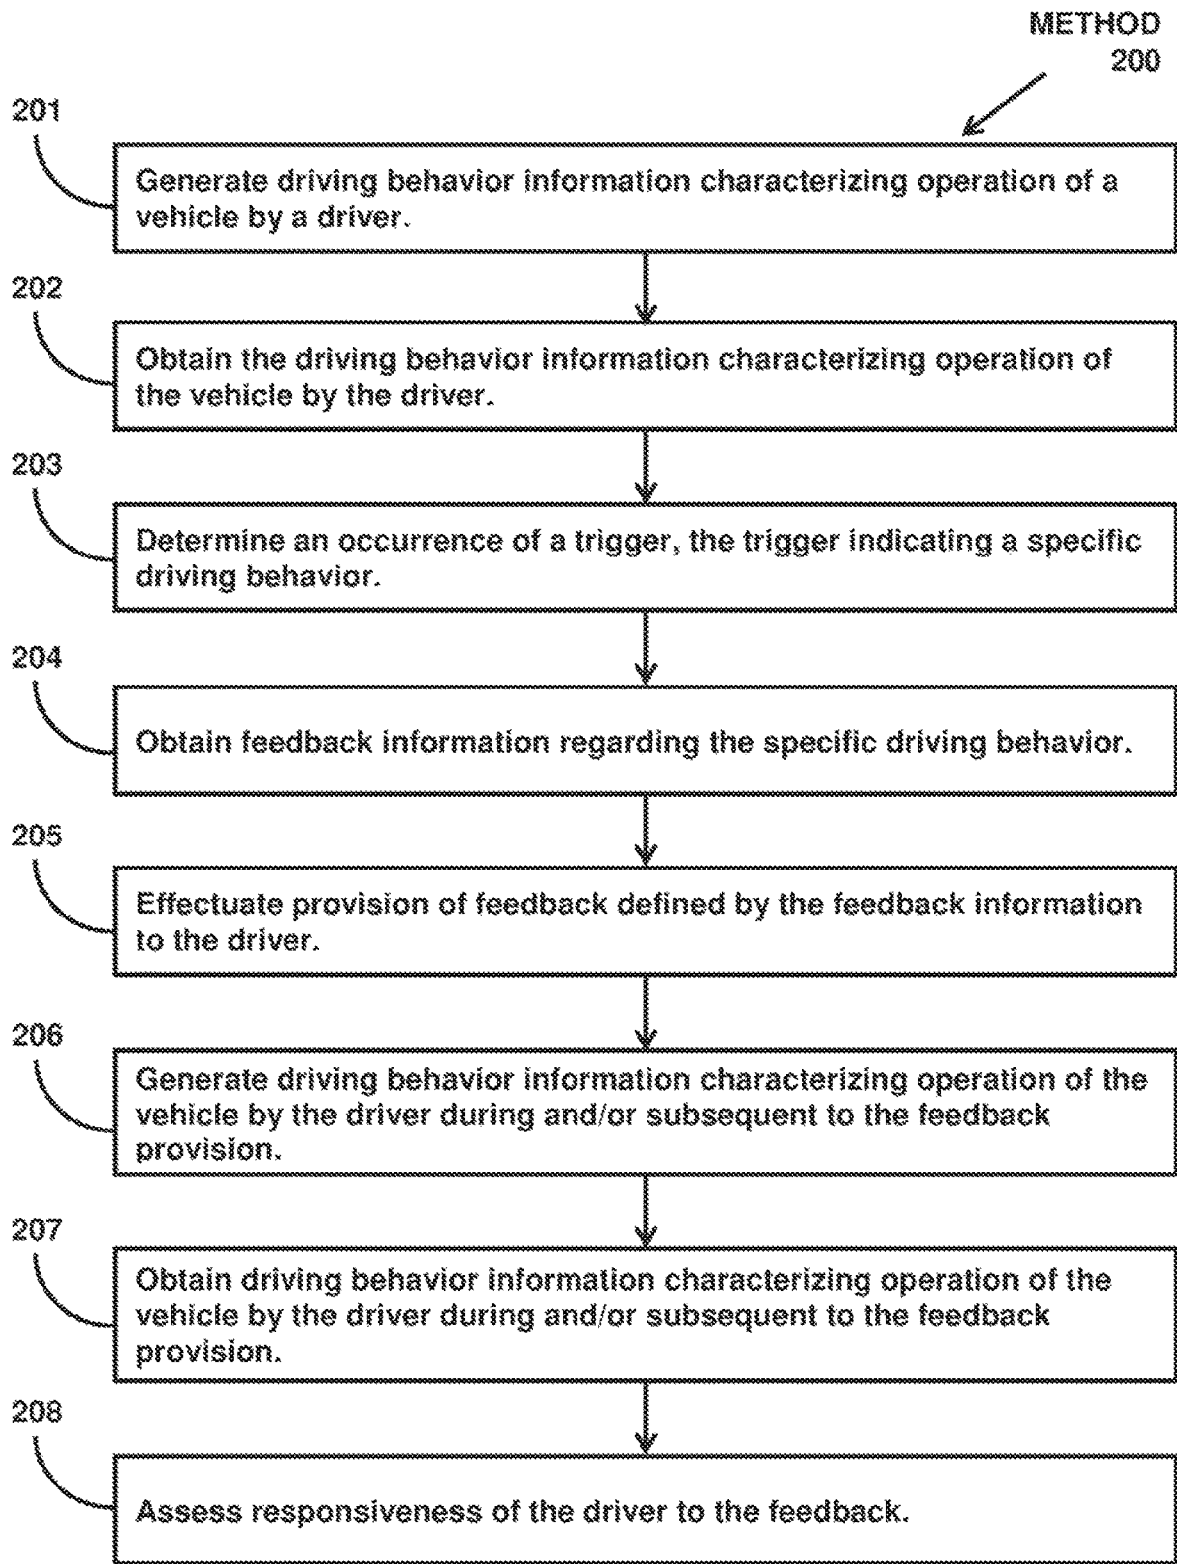 METHOD
200
201
Generate driving behavior information characterizing operation of a
vehicle by a driver.
202
Obtain the driving behavior information characterizing operation of
the vehicle by the driver.
203
Determine an occurrence of a trigger, the trigger indicating a specific
driving behavior.
204
Obtain feedback information regarding the specific driving behavior.
205
Effectuate provision of feedback defined by the feedback information
to the driver.
206
Generate driving behavior information characterizing operation of the
vehicle by the driver during and/or subsequent to the feedback
provision.
207
Obtain driving behavior information characterizing operation of the
vehicle by the driver during and/or subsequent to the feedback
provision.
208
Assess responsiveness of the driver to the feedback.